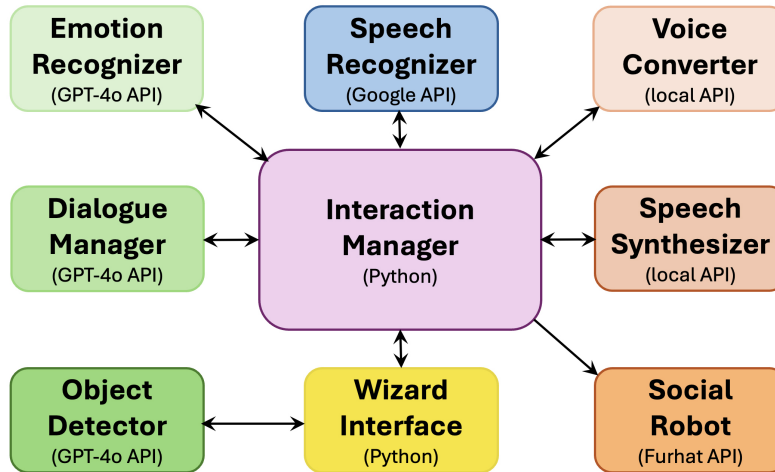 Emotion
Recognizer
(GPT-4o API)
Speech
Recognizer
(Google API)
Voice
Converter
(local API)
Dialogue
Manager
(GPT-4o API)
Interaction
Manager
(Python)
Speech
Synthesizer
(local API)
Object
Detector
(GPT-4o API)
Wizard
Interface
(Python)
Social
Robot
(Furhat API)